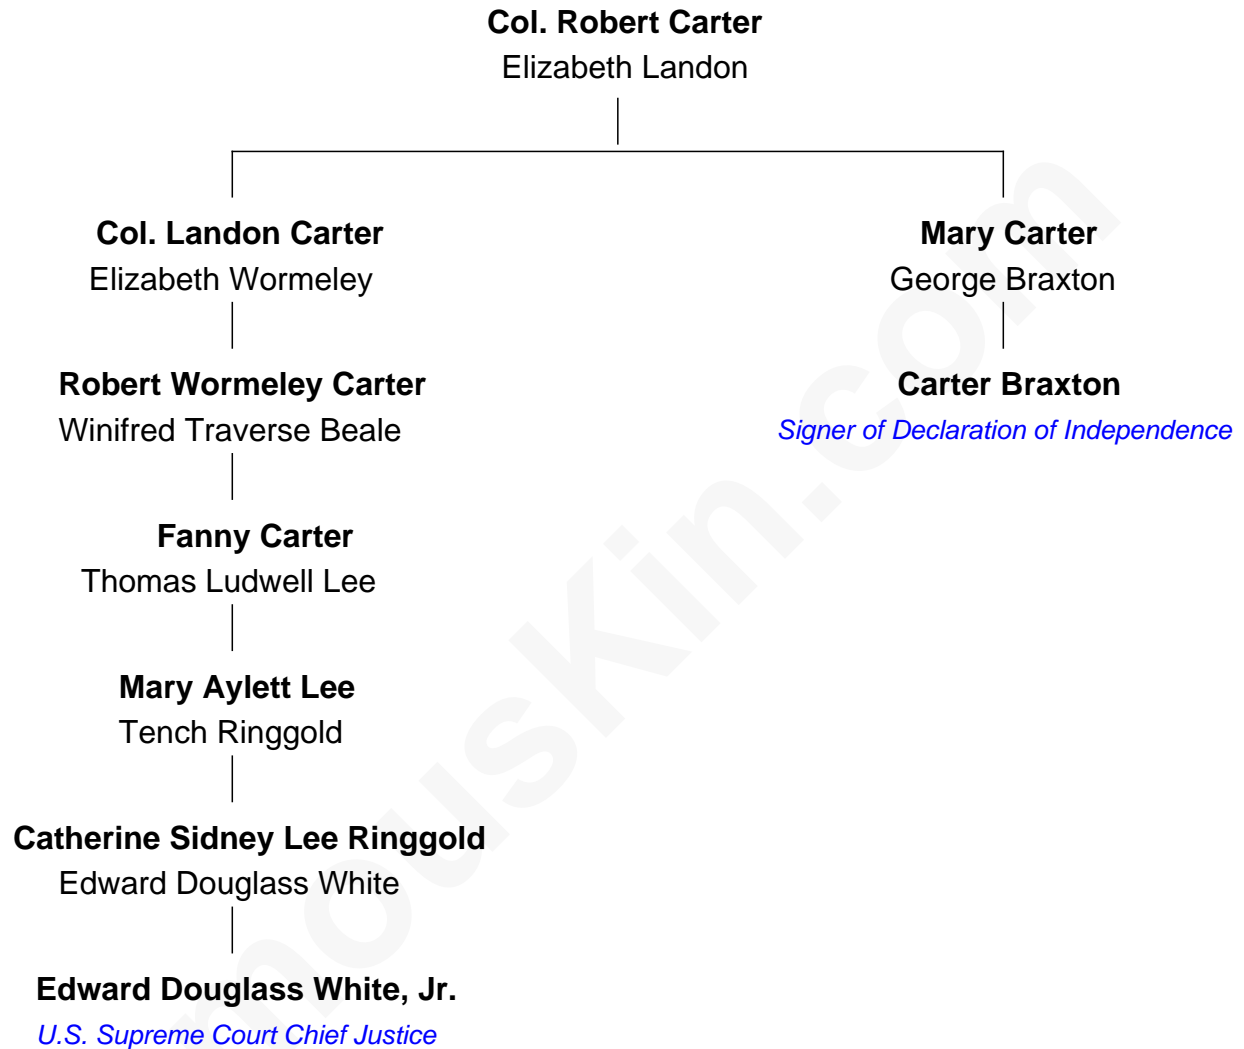 Col. Robert Carter
Elizabeth Landon
Col. Landon Carter
Elizabeth Wormeley
Mary Carter
George Braxton
Robert Wormeley Carter
Winifred Traverse Beale
Carter Braxton
Signer of Declaration of Independence
Fanny Carter
Thomas Ludwell Lee
Mary Aylett Lee
Tench Ringgold
Catherine Sidney Lee Ringgold
Edward Douglass White
Edward Douglass White, Jr.
U.S. Supreme Court Chief Justice
mouskin.com